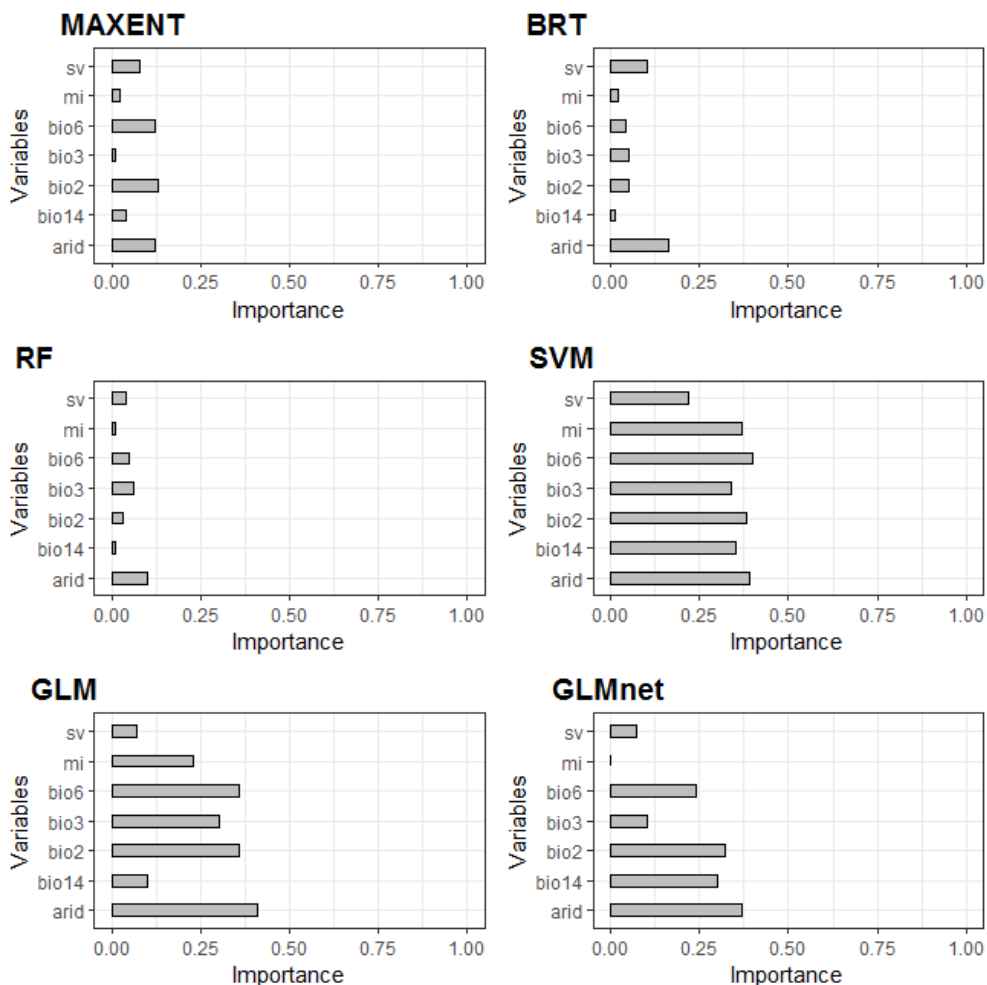 MAXENT
Variables
sv
mi
bio6
bio3
bio2
bio14
arid
0.00 0.25 0.50 0.75 1.00
Importance
BRT
Variables
sv
mi
bio6
bio3
bio2
bio14
arid
0.00 0.25 0.50 0.75 1.00
Importance
RF
Variables
sv
mi
bio6
bio3
bio2
bio14
arid
0.00 0.25 0.50 0.75 1.00
Importance
SVM
Variables
sv
mi
bio6
bio3
bio2
bio14
arid
0.00 0.25 0.50 0.75 1.00
Importance
GLM
Variables
sv
mi
bio6
bio3
bio2
bio14
arid
0.00 0.25 0.50 0.75 1.00
Importance
GLMnet
Variables
sv
mi
bio6
bio3
bio2
bio14
arid
0.00 0.25 0.50 0.75 1.00
Importance